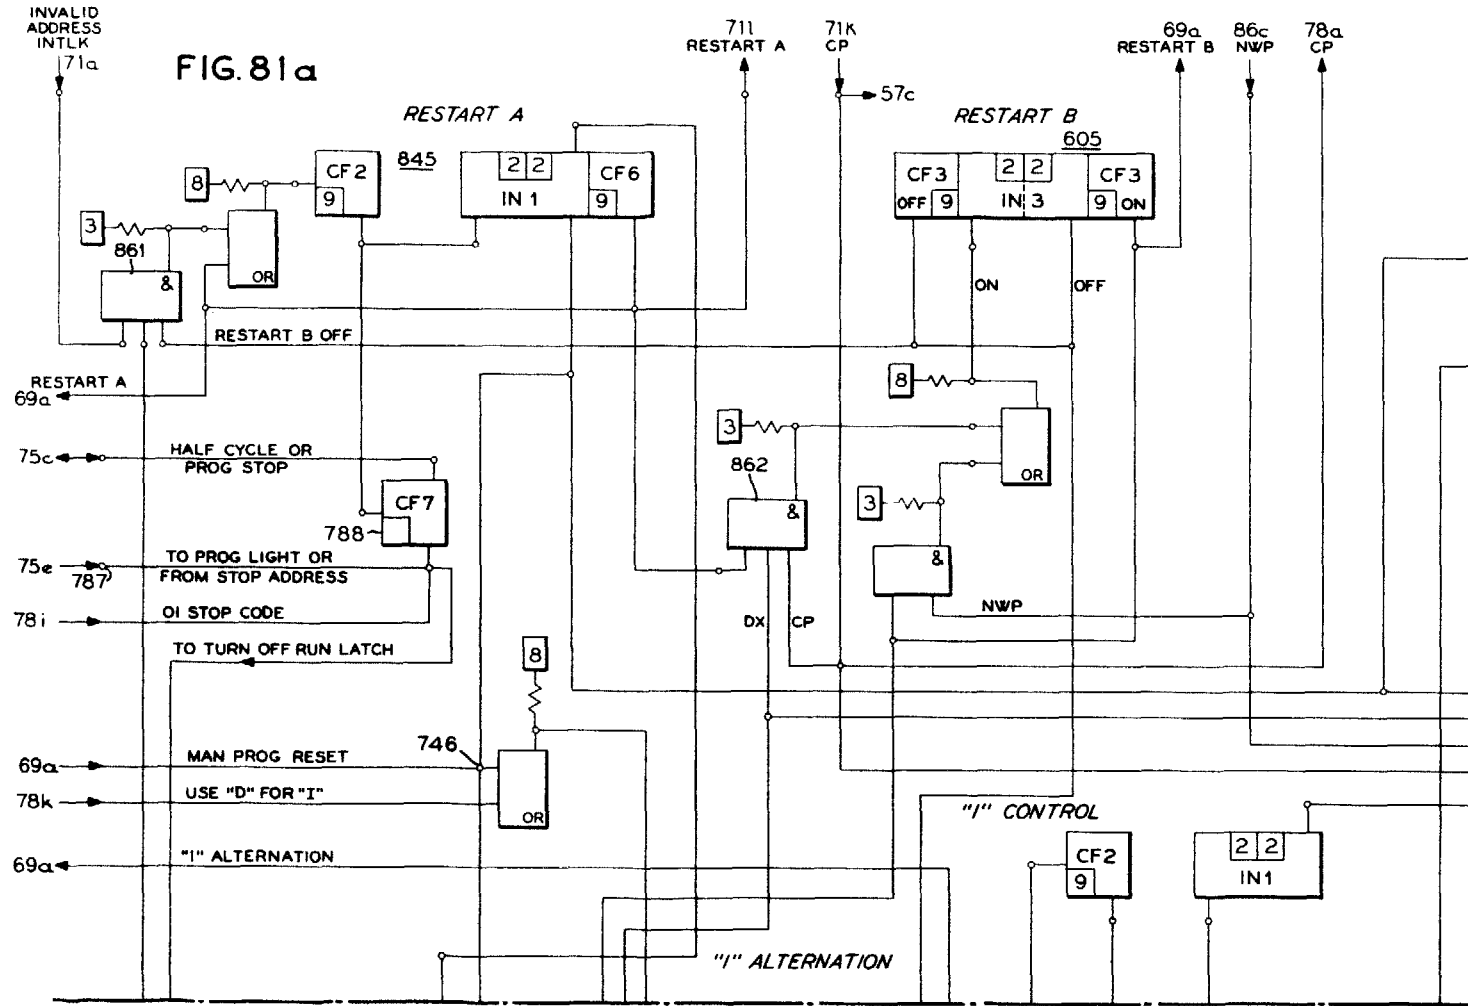 INVALID
ADDRESS
INTLK
71a
FIG. 81a
711
RESTART A
71k
CP
57c
69a
RESTART B
86c
NWP
78a
CP
RESTART A
845
RESTART B
605
8
CF2
9
2 2
IN 1
CF6
9
CF3
OFF 9
2 2
IN 3
CF3
9 ON
3
861
&
OR
ON
OFF
RESTART B OFF
RESTART A
69a
8
3
OR
75c
HALF CYCLE OR
PROG STOP
862
&
3
CF7
788
75e
787
TO PROG LIGHT OR
FROM STOP ADDRESS
&
78i
OI STOP CODE
DX
CP
NWP
TO TURN OFF RUN LATCH
8
746
69a
MAN PROG RESET
78k
USE "D" FOR "I"
OR
69a
"I" ALTERNATION
"I" CONTROL
CF2
9
2 2
IN 1
"I" ALTERNATION